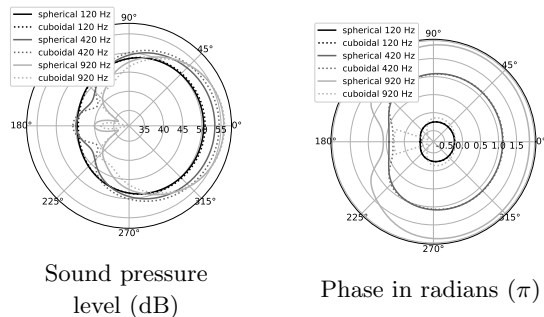 90°
spherical 120 Hz
cuboidal 120 Hz
spherical 420 Hz
cuboidal 420 Hz
spherical 920 Hz
cuboidal 920 Hz
45°
180°
35 40 45 50 55
0°
225°
315°
270°
Sound pressure
level (dB)
90°
spherical 120 Hz
cuboidal 120 Hz
spherical 420 Hz
cuboidal 420 Hz
spherical 920 Hz
cuboidal 920 Hz
45°
180°
-0.5 0.0 0.5 1.0 1.5
0°
225°
315°
270°
Phase in radians (π)